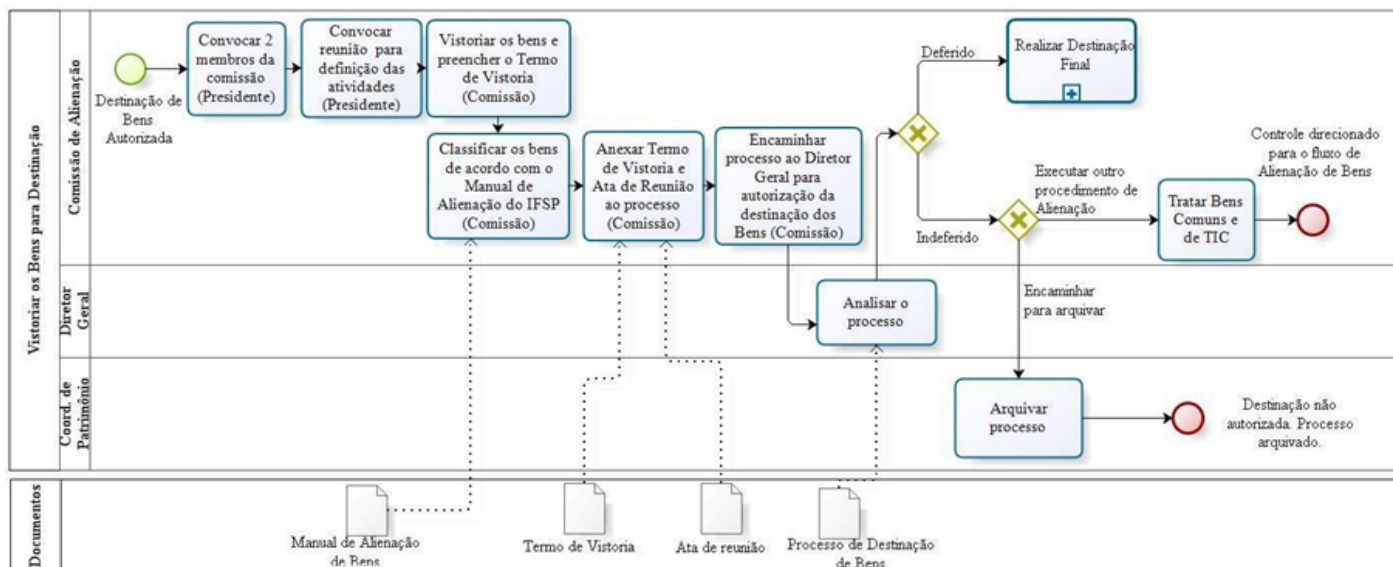 Vistoriar os Bens para Destinação
Comissão de Alienação
Destinação de
Bens
Autorizada
Convocar 2
membros da
comissão
(Presidente)
Convocar
reunião para
definição das
atividades
(Presidente)
Vistoriar os bens e
preencher o Termo
de Vistoria
(Comissão)
Classificar os bens
de acordo com o
Manual de
Alienação do IFSP
(Comissão)
Anexar Termo
de Vistoria e
Ata de Reunião
ao processo
(Comissão)
Encaminhar
processo ao Diretor
Geral para
autorização da
destinação dos
Bens (Comissão)
Deferido
Realizar Destinação
Final
Indeferido
Executar outro
procedimento de
Alienação
Tratar Bens
Comuns e
de TIC
Controle direcionado
para o fluxo de
Alienação de Bens
Diretor
Geral
Analisar o
processo
Encaminhar
para arquivar
Coord. de
Patrimônio
Arquivar
processo
Destinação não
autorizada. Processo
arquivado.
Documentos
Manual de Alienação
de Bens
Termo de Vistoria
Ata de reunião
Processo de Destinação
de Bens